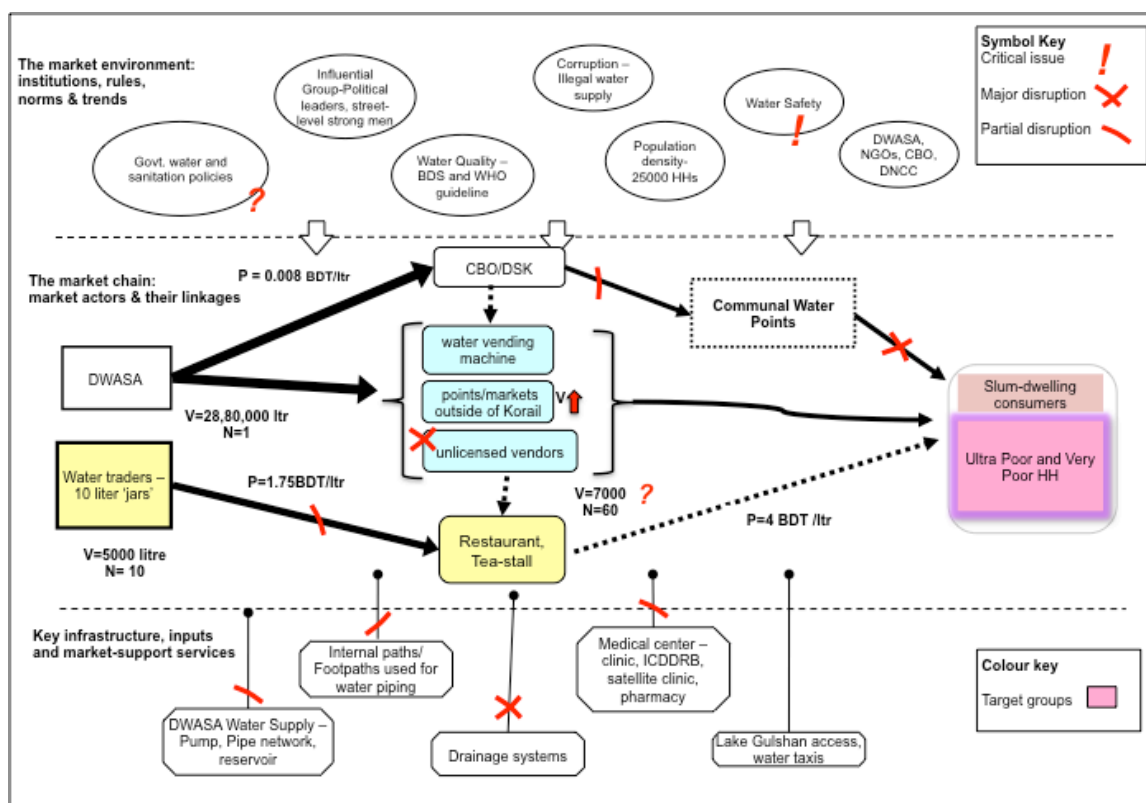 The market environment:
institutions, rules,
norms & trends
Influential
Group-Political
leaders, street-
level strong men
Corruption –
Illegal water
supply
Water Safety
!
Symbol Key
Critical issue
!
Major disruption
Partial disruption
Govt. water and
sanitation policies
?
Water Quality –
BDS and WHO
guideline
Population
density-
25000 HHs
DWASA,
NGOs, CBO,
DNCC
The market chain:
market actors & their linkages
P = 0.008 BDT/ltr
CBO/DSK
Communal Water
Points
DWASA
water vending
machine
points/markets
outside of Korail
V
unlicensed vendors
V=28,80,000 ltr
N=1
Slum-dwelling
consumers
Ultra Poor and Very
Poor HH
Water traders –
10 liter 'jars'
P=1.75BDT/ltr
V=7000
N=60
?
P=4 BDT /ltr
Restaurant,
Tea-stall
V=5000 litre
N= 10
Key infrastructure, inputs
and market-support services
Internal paths/
Footpaths used for
water piping
Medical center –
clinic, ICDDRB,
satellite clinic,
pharmacy
DWASA Water Supply –
Pump, Pipe network,
reservoir
Drainage systems
Lake Gulshan access,
water taxis
Colour key
Target groups